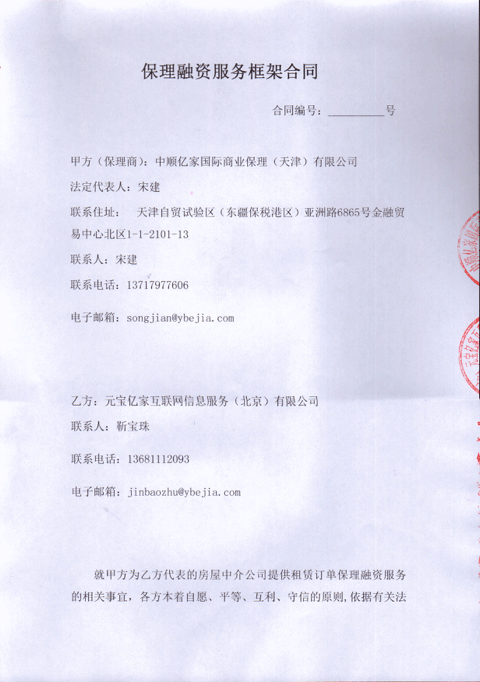 保理融资服务框架合同
合同编号：__________号
甲方（保理商）：中顺亿家国际商业保理（天津）有限公司
法定代表人：宋建
联系住址： 天津自贸试验区（东疆保税港区）亚洲路6865号金融贸
易中心北区1-1-2101-13
联系人：宋建
联系电话：13717977606
电子邮箱：songjian@ybejia.com
乙方：元宝亿家互联网信息服务（北京）有限公司
联系人：靳宝珠
联系电话：13681112093
电子邮箱：jinbaozhu@ybejia.com
就甲方为乙方代表的房屋中介公司提供租赁订单保理融资服务
的相关事宜，各方本着自愿、平等、互利、守信的原则,依据有关法